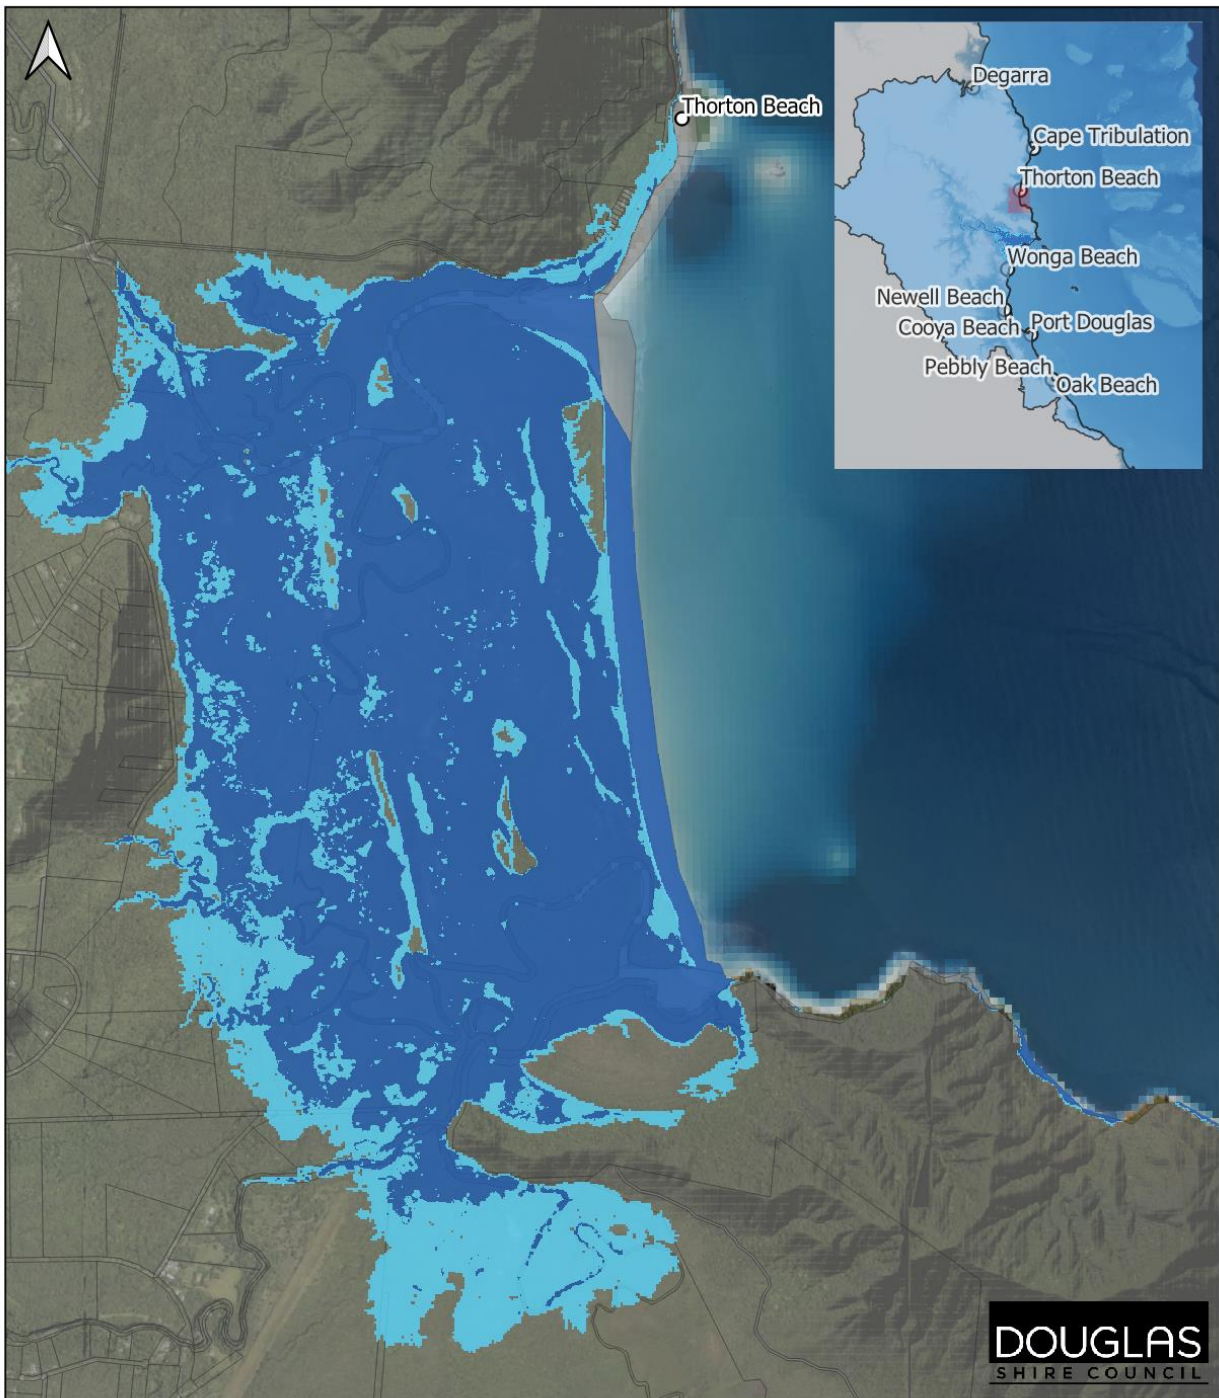 Thorton Beach
Degarra
Cape Tribulation
Thorton Beach
Wonga Beach
Newell Beach
Port Douglas
Cooya Beach
Pebbly Beach
Oak Beach
DOUGLAS
SHIRE COUNCIL